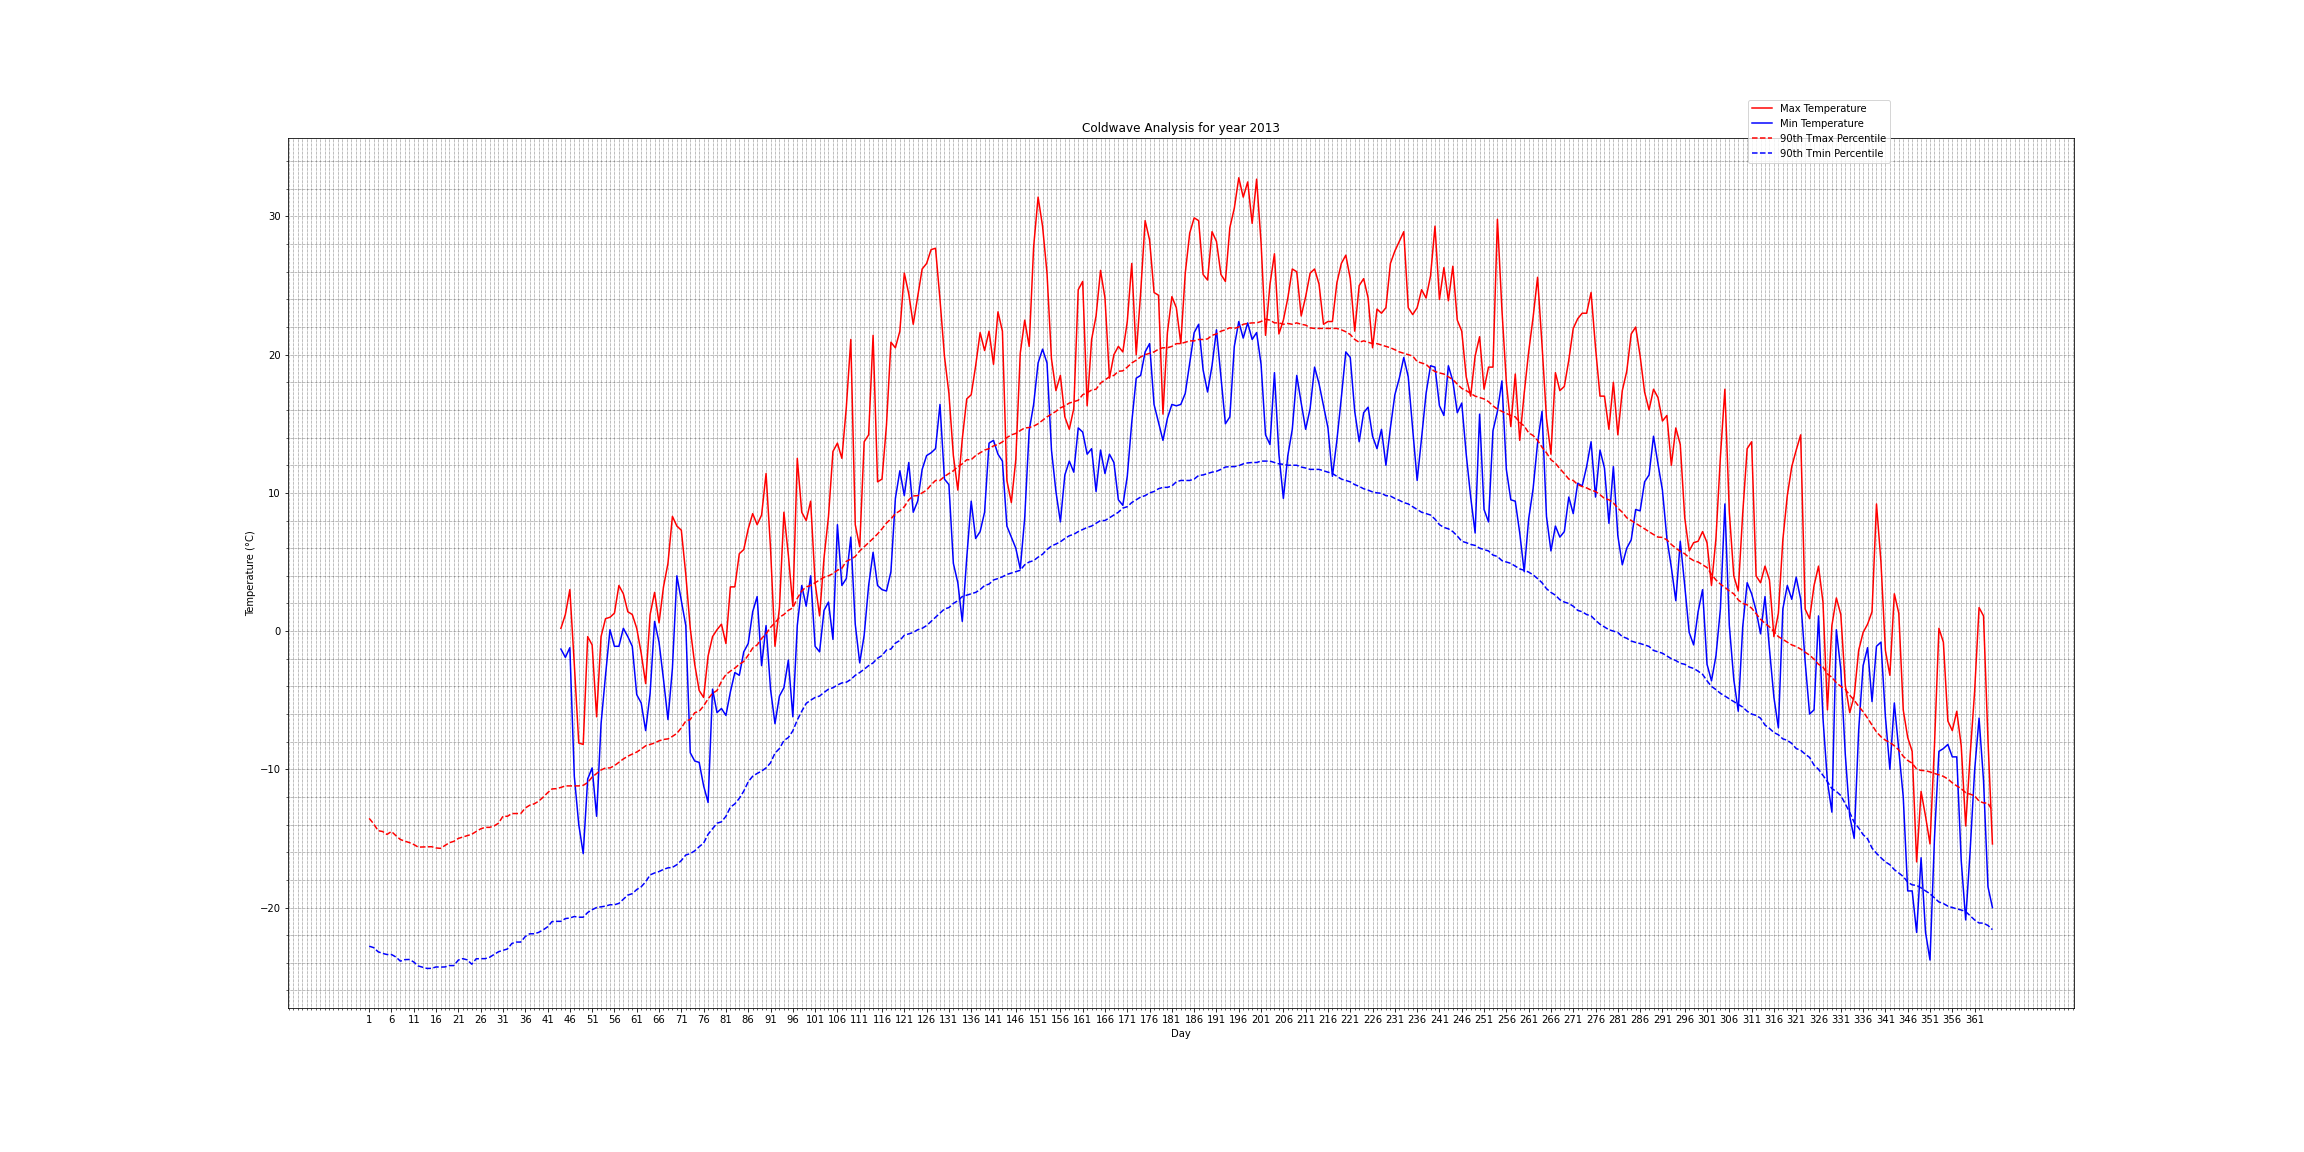 Max Temperature
Min Temperature
90th Tmax Percentile
90th Tmin Percentile
Coldwave Analysis for year 2013
Temperature (°C)
30
20
10
0
−10
−20
1 6 11 16 21 26 31 36 41 46 51 56 61 66 71 76 81 86 91 96 101 106 111 116 121 126 131 136 141 146 151 156 161 166 171 176 181 186 191 196 201 206 211 216 221 226 231 236 241 246 251 256 261 266 271 276 281 286 291 296 301 306 311 316 321 326 331 336 341 346 351 356 361
Day